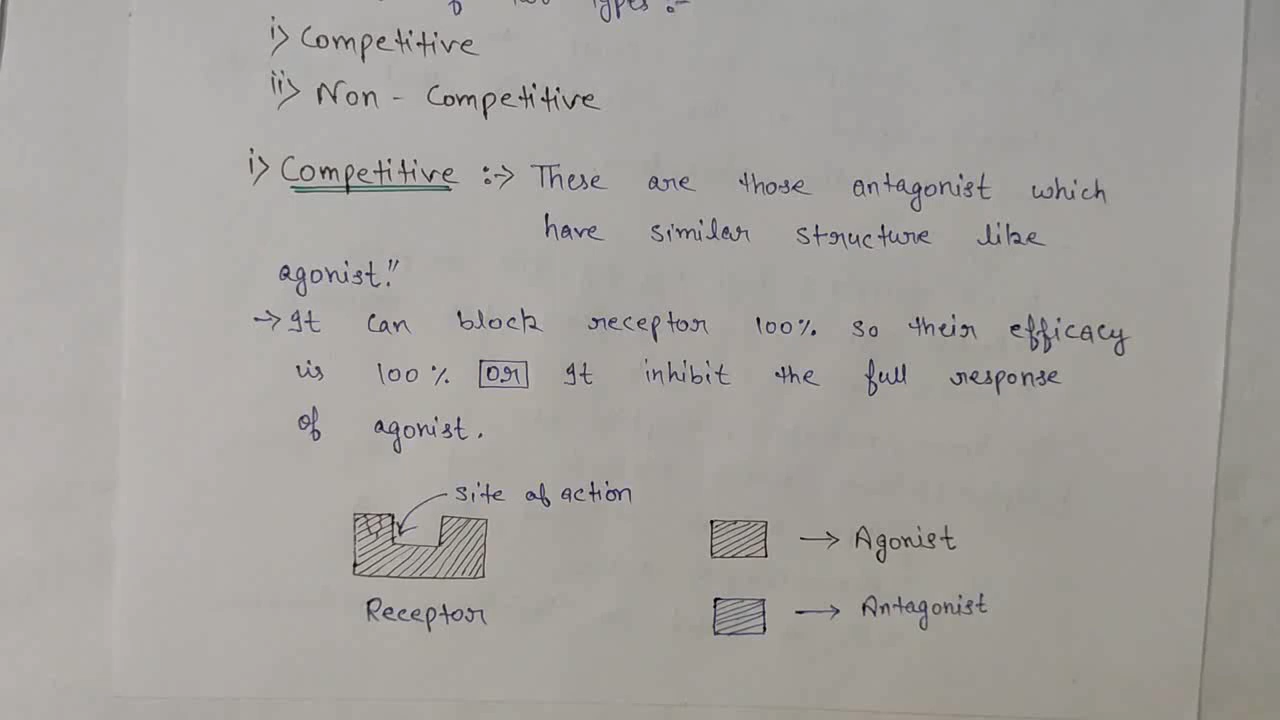 types :-
i> Competitive
ii> Non - Competitive
i> Competitive :-> These are those antagonist which
have similar structure like
agonist."
-> It can block receptor 100% so their efficacy
is 100% OR It inhibit the full response
of agonist.
site of action
-> Agonist
-> Antagonist
Receptor